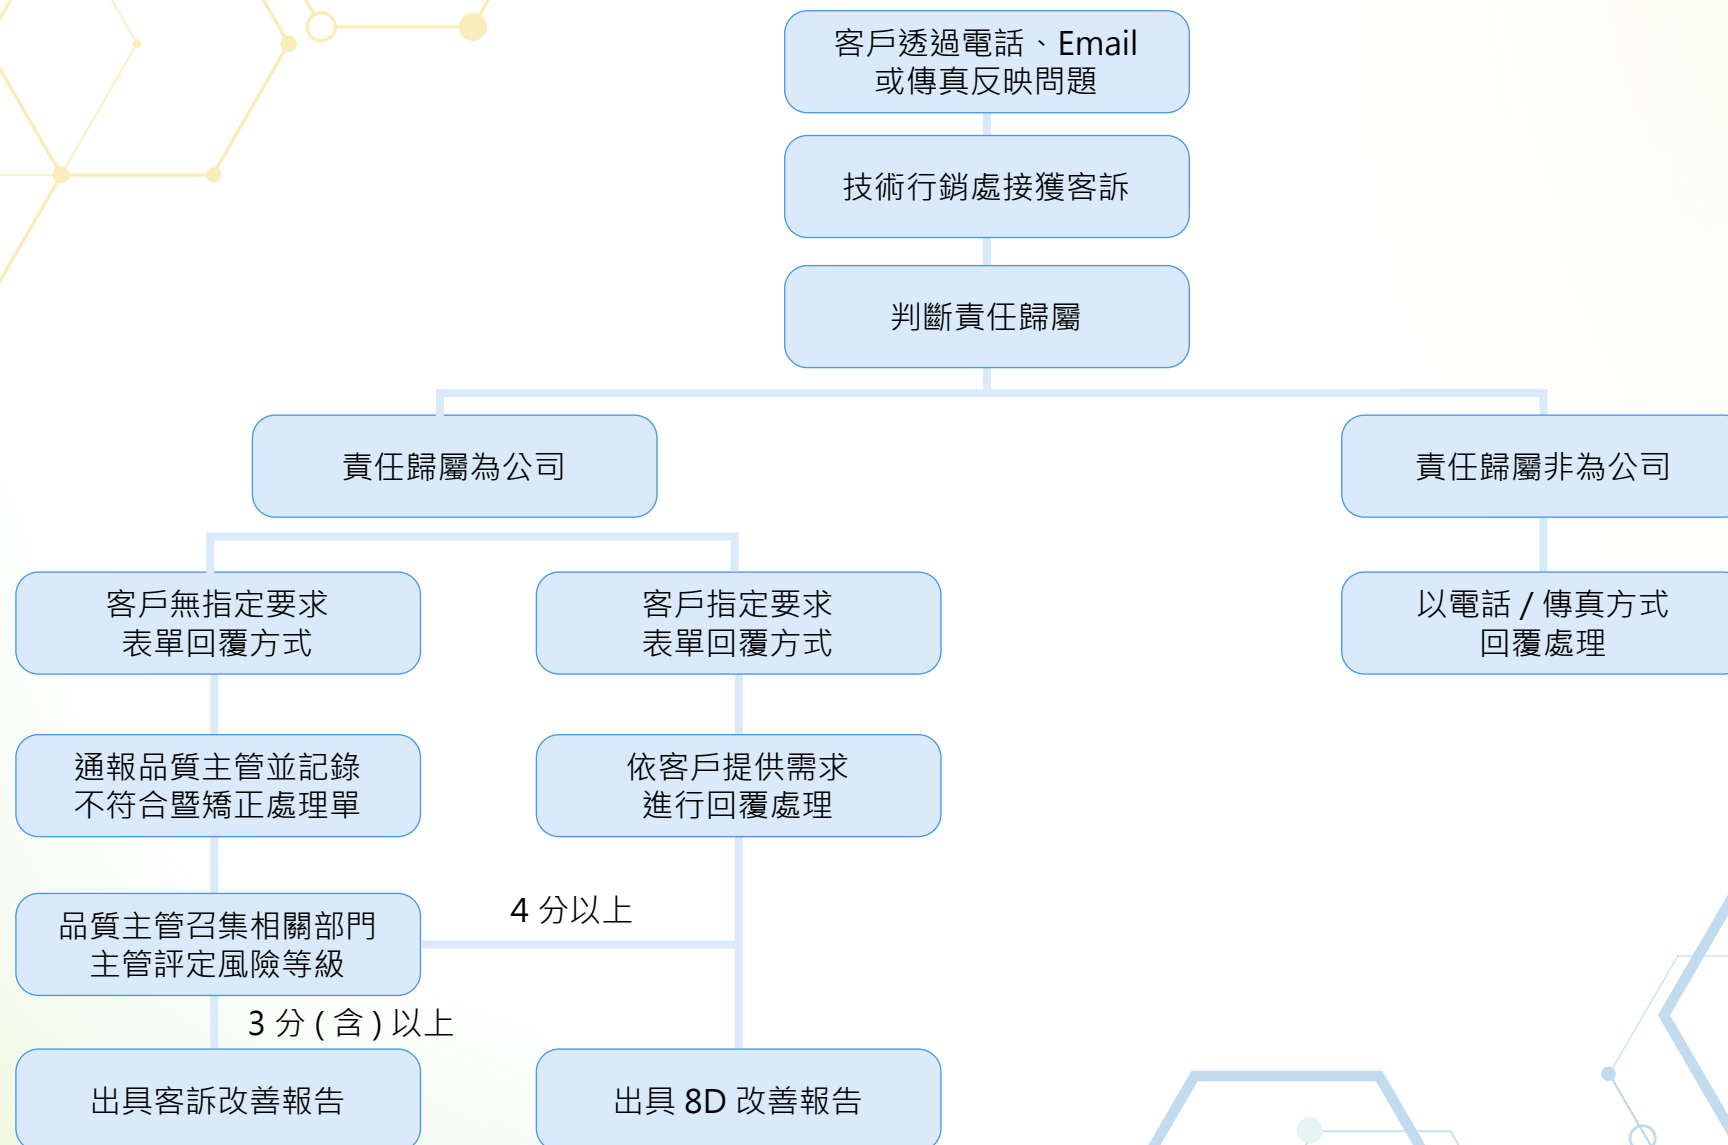 客戶透過電話、Email
或傳真反映問題
技術行銷處接獲客訴
判斷責任歸屬
責任歸屬為公司
責任歸屬非為公司
客戶無指定要求
表單回覆方式
客戶指定要求
表單回覆方式
以電話 / 傳真方式
回覆處理
通報品質主管並記錄
不符合暨矯正處理單
依客戶提供需求
進行回覆處理
品質主管召集相關部門
主管評定風險等級
4 分以上
3 分 ( 含 ) 以上
出具客訴改善報告
出具 8D 改善報告